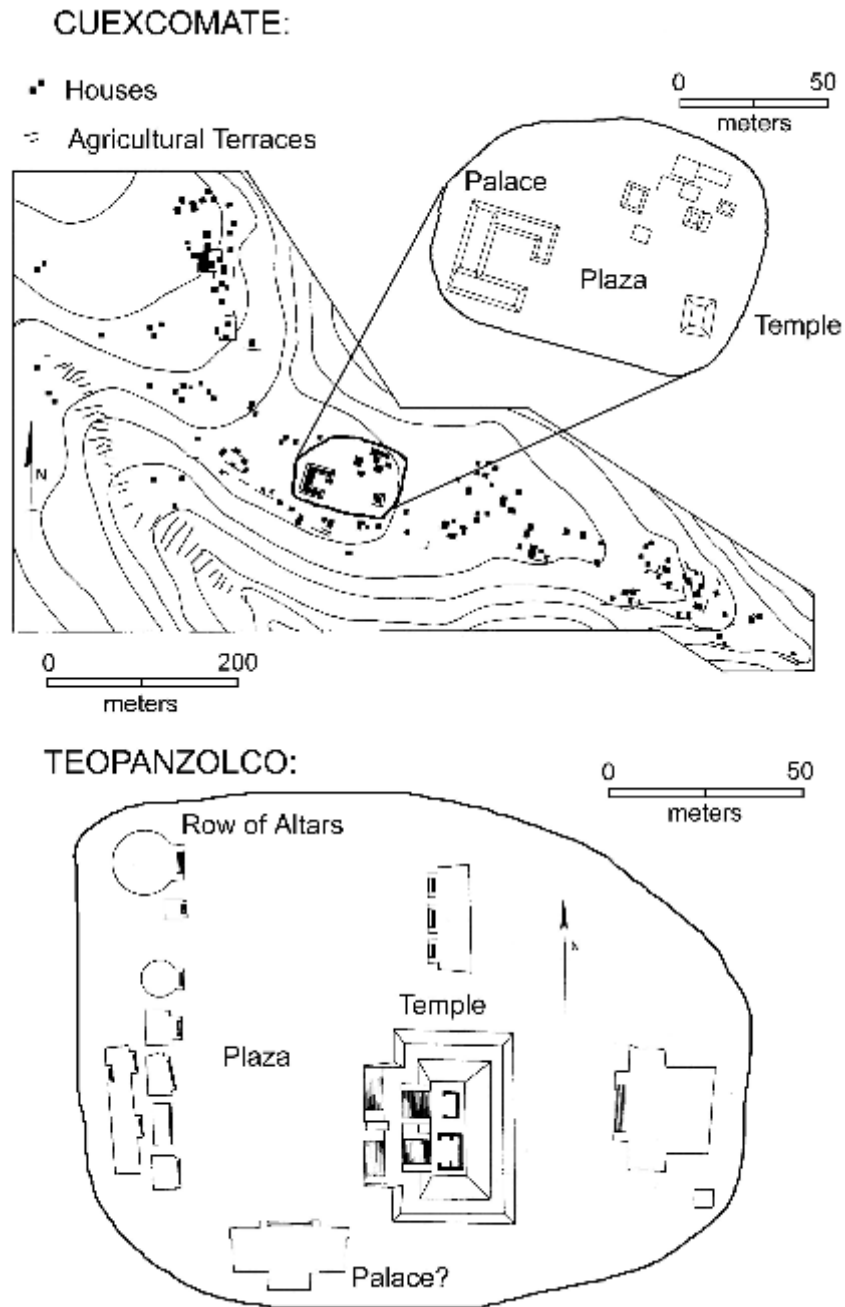 CUEXCOMATE:
Houses
Agricultural Terraces
0 50
meters
Palace
Plaza
Temple
N
0 200
meters
TEOPANZOLCO:
0 50
meters
Row of Altars
N
Temple
Plaza
Palace?